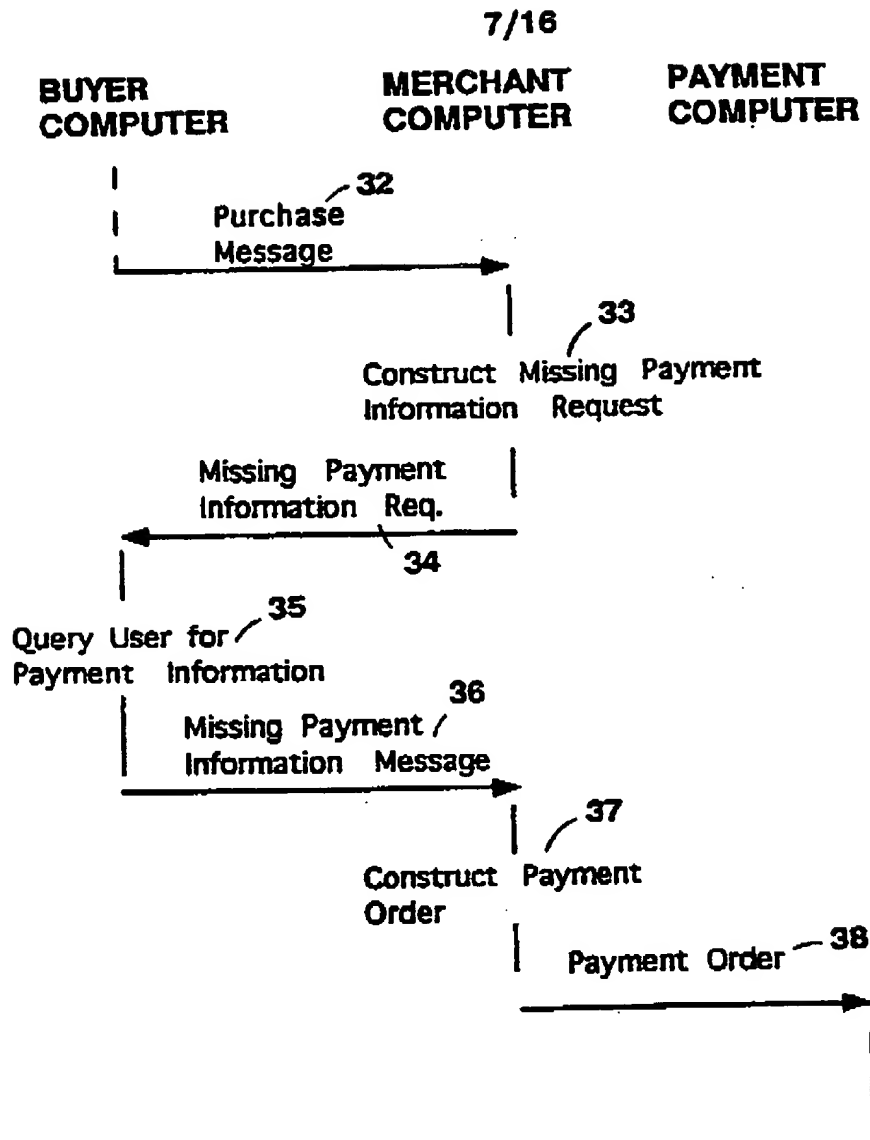 7/16
BUYER
COMPUTER
MERCHANT
COMPUTER
PAYMENT
COMPUTER
32
Purchase
Message
33
Construct Missing Payment
Information Request
Missing Payment
Information Req.
34
35
Query User for
Payment Information
36
Missing Payment
Information Message
37
Construct Payment
Order
38
Payment Order